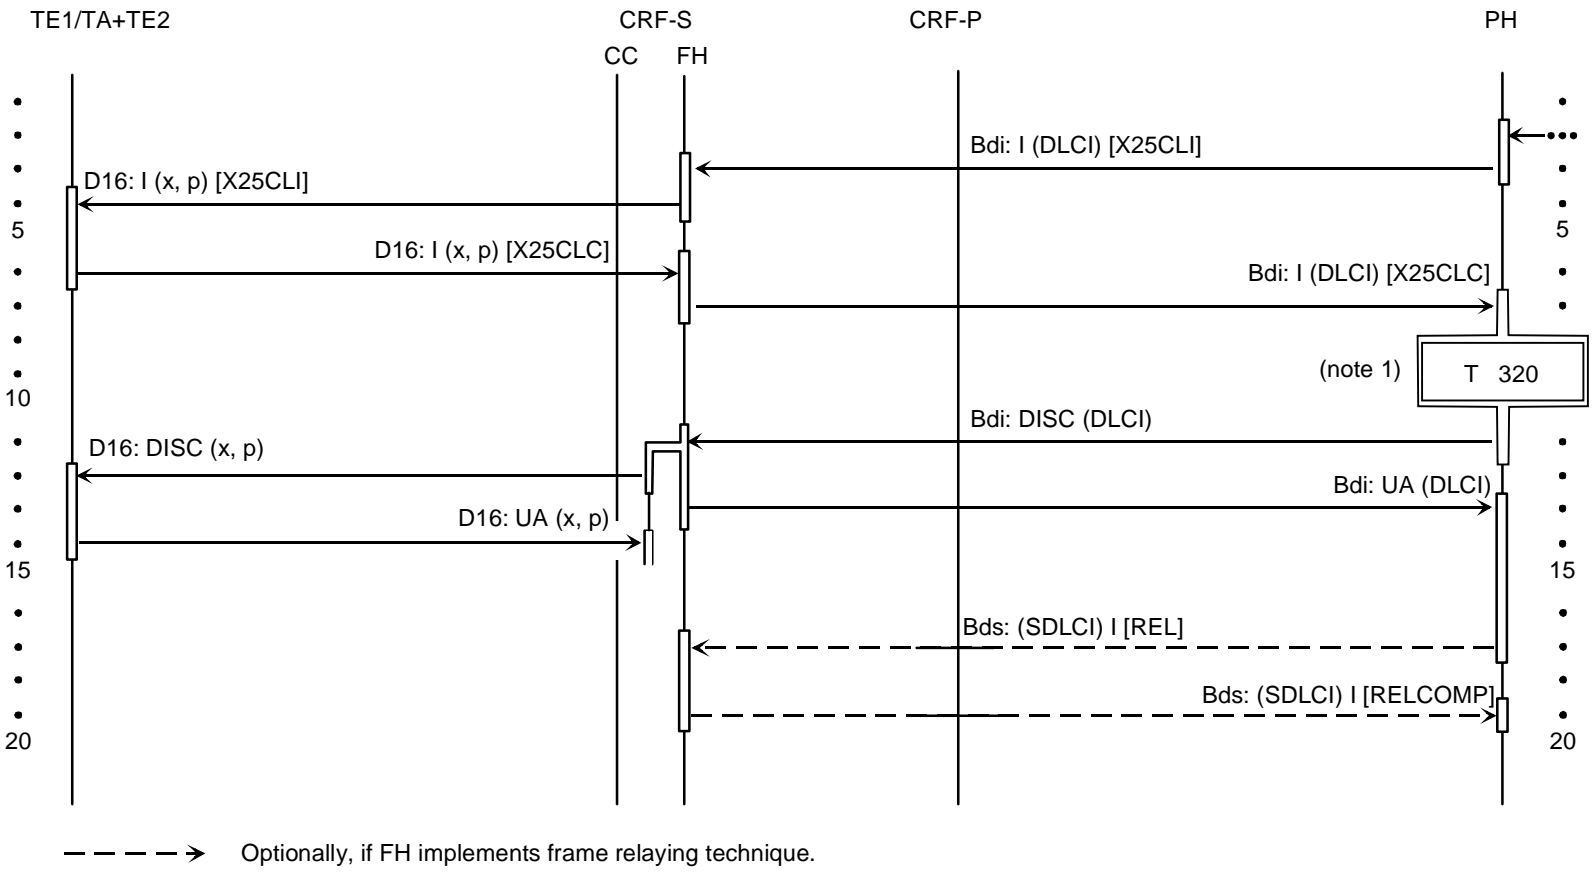 TE1/TA+TE2 CRF-S CRF-P PH
CC FH
Bdi: I (DLCI) [X25CLI]
D16: I (x, p) [X25CLI]
5 5
D16: I (x, p) [X25CLC]
Bdi: I (DLCI) [X25CLC]
(note 1) T 320
10
Bdi: DISC (DLCI)
D16: DISC (x, p)
Bdi: UA (DLCI)
D16: UA (x, p)
15 15
Bds: (SDLCI) I [REL]
Bds: (SDLCI) I [RELCOMP]
20 20
Optionally, if FH implements frame relaying technique.